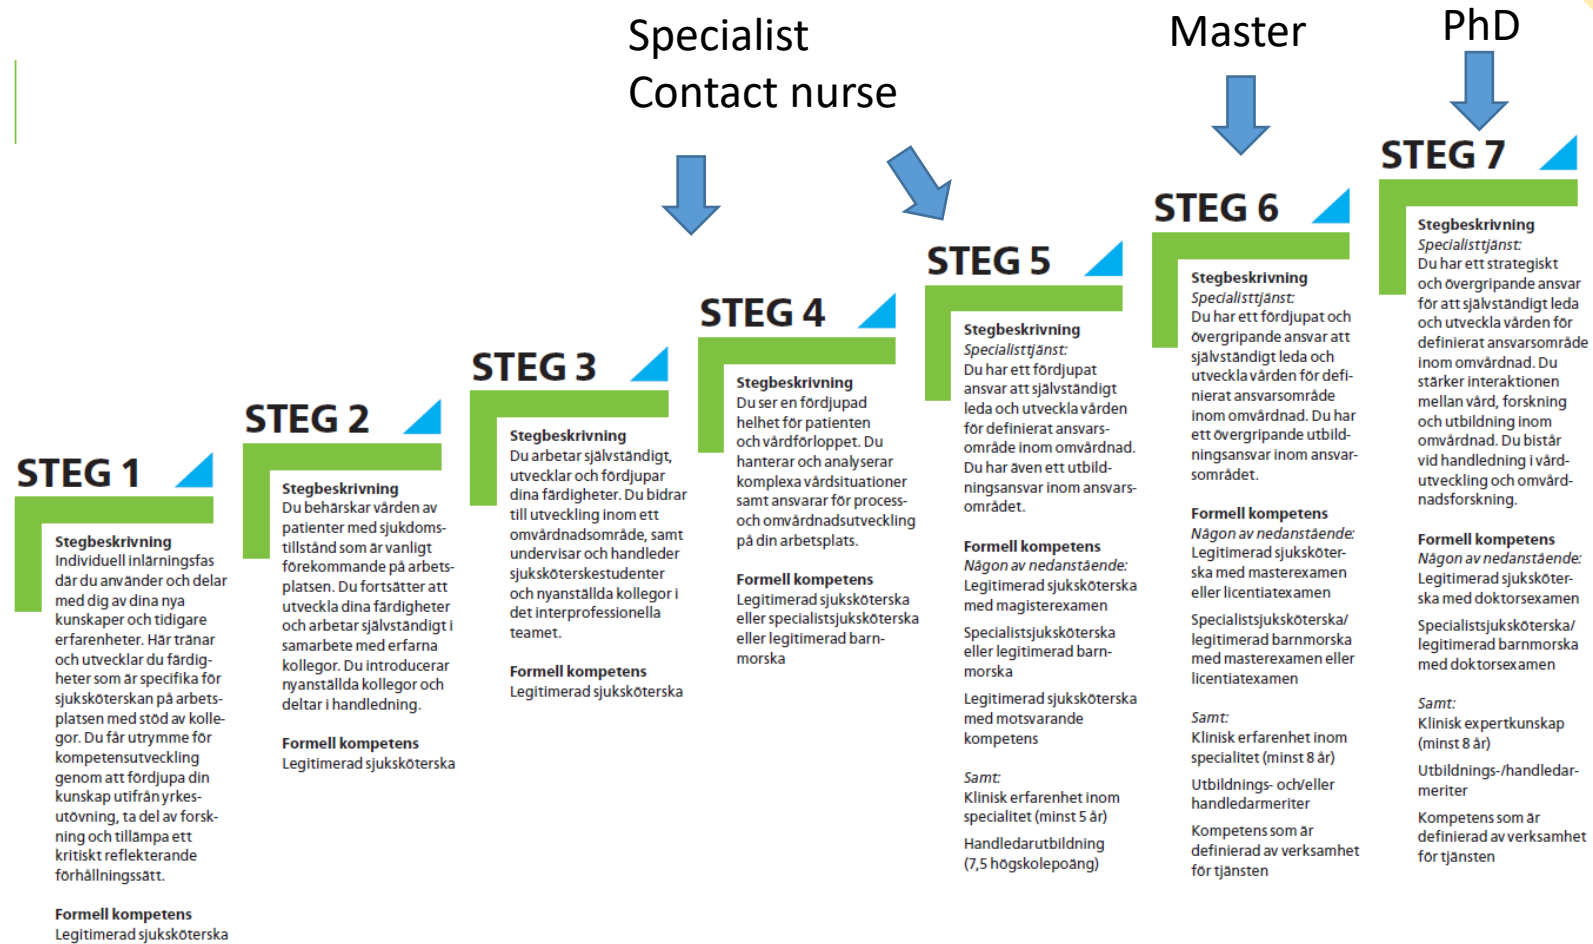 Specialist
Contact nurse
Master
PhD
STEG 1
Stegbeskrivning
Individuell inlärningsfas
där du använder och delar
med dig av dina nya
kunskaper och tidigare
erfarenheter. Här tränar
och utvecklar du färdig-
heter som är specifika för
sjuksköterskan på arbets-
platsen med stöd av kolle-
gor. Du får utrymme för
kompetensutveckling
genom att fördjupa din
kunskap utifrån yrkes-
utövning, ta del av forsk-
ning och tillämpa ett
kritiskt reflekterande
förhållningssätt.
Formell kompetens
Legitimerad sjuksköterska
STEG 2
Stegbeskrivning
Du behärskar vården av
patienter med sjukdoms-
tillstånd som är vanligt
förekommande på arbets-
platsen. Du fortsätter att
utveckla dina färdigheter
och arbetar självständigt i
samarbete med erfarna
kollegor. Du introducerar
nyanställda kollegor och
deltar i handledning.
Formell kompetens
Legitimerad sjuksköterska
STEG 3
Stegbeskrivning
Du arbetar självständigt,
utvecklar och fördjupar
dina färdigheter. Du bidrar
till utveckling inom ett
omvårdnadsområde, samt
undervisar och handleder
sjuksköterskestudenter
och nyanställda kollegor i
det interprofessionella
teamet.
Formell kompetens
Legitimerad sjuksköterska
STEG 4
Stegbeskrivning
Du ser en fördjupad
helhet för patienten
och vårdförloppet. Du
hanterar och analyserar
komplexa vårdsituationer
samt ansvarar för process-
och omvårdnadsutveckling
på din arbetsplats.
Formell kompetens
Legitimerad sjuksköterska
eller specialistsjuksköterska
eller legitimerad barn-
morska
STEG 5
Stegbeskrivning
Specialisttjänst:
Du har ett fördjupat
ansvar att självständigt
leda och utveckla vården
för definierat ansvars-
område inom omvårdnad.
Du har även ett utbild-
ningsansvar inom ansvars-
området.
Formell kompetens
Någon av nedanstående:
Legitimerad sjuksköterska
med magisterexamen
Specialistsjuksköterska
eller legitimerad barn-
morska
Legitimerad sjuksköterska
med motsvarande
kompetens
Samt:
Klinisk erfarenhet inom
specialitet (minst 5 år)
Handledarutbildning
(7,5 högskolepoäng)
STEG 6
Stegbeskrivning
Specialisttjänst:
Du har ett fördjupat och
övergripande ansvar att
självständigt leda och
utveckla vården för defi-
nierat ansvarsområde
inom omvårdnad. Du har
ett övergripande utbild-
ningsansvar inom ansvar-
sområdet.
Formell kompetens
Någon av nedanstående:
Legitimerad sjuksköter-
ska med masterexamen
eller licentiatexamen
Specialistsjuksköterska/
legitimerad barnmorska
med masterexamen eller
licentiatexamen
Samt:
Klinisk erfarenhet inom
specialitet (minst 8 år)
Utbildnings- och/eller
handledarmeriter
Kompetens som är
definierad av verksamhet
för tjänsten
STEG 7
Stegbeskrivning
Specialisttjänst:
Du har ett strategiskt
och övergripande ansvar
för att självständigt leda
och utveckla vården för
definierat ansvarsområde
inom omvårdnad. Du
stärker interaktionen
mellan vård, forskning
och utbildning inom
omvårdnad. Du bistår
vid handledning i vård-
utveckling och omvård-
nadsforskning.
Formell kompetens
Någon av nedanstående:
Legitimerad sjuksköter-
ska med doktorsexamen
Specialistsjuksköterska/
legitimerad barnmorska
med doktorsexamen
Samt:
Klinisk expertkunskap
(minst 8 år)
Utbildnings-/handledar-
meriter
Kompetens som är
definierad av verksamhet
för tjänsten